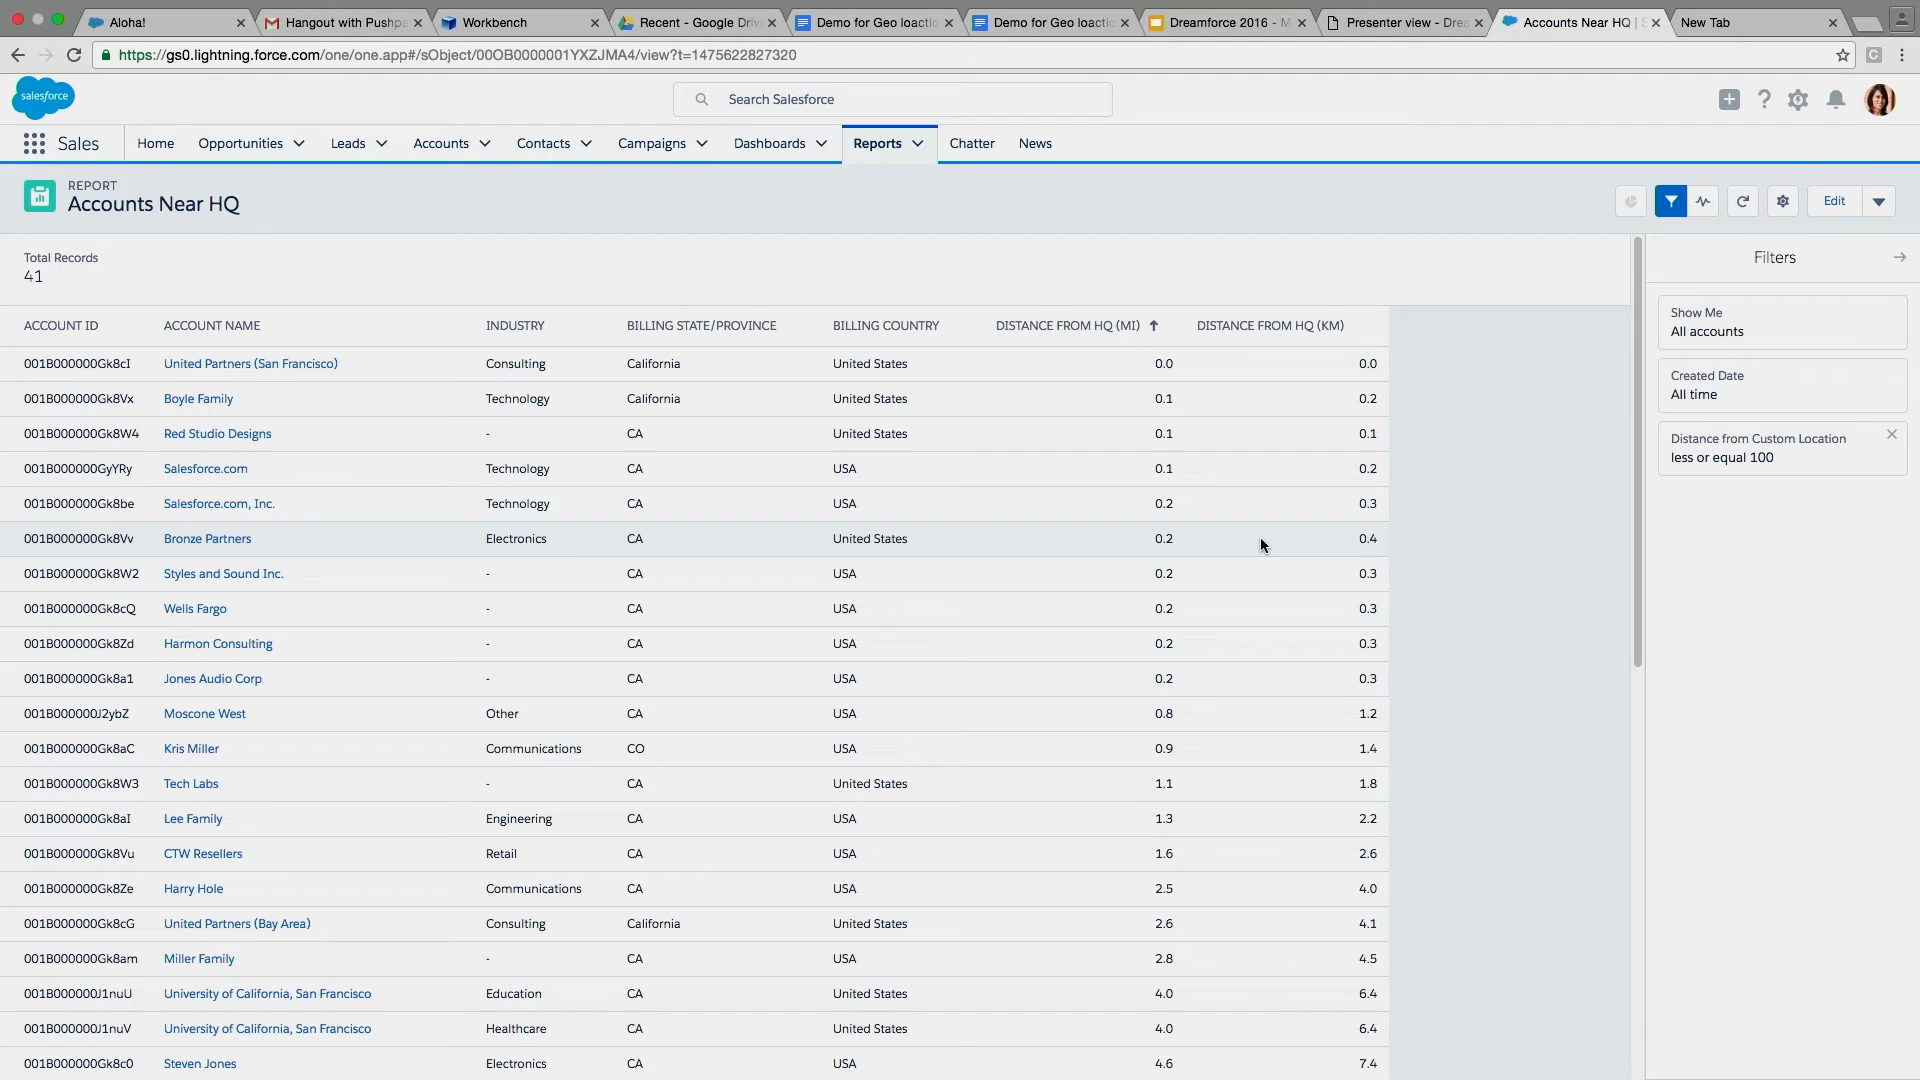 Aloha!
Hangout with Pushpa
Workbench
Recent - Google Driv
Demo for Geo loactio
Demo for Geo loactio
Dreamforce 2016 - M
Presenter view - Drea
Accounts Near HQ | S
New Tab
https://gs0.lightning.force.com/one/one.app#/sObject/00OB0000001YXZJMA4/view?t=1475622827320
salesforce
Search Salesforce
Sales Home Opportunities Leads Accounts Contacts Campaigns Dashboards Reports Chatter News
REPORT
Accounts Near HQ
Edit
Total Records
41
Filters
Show Me
All accounts
Created Date
All time
Distance from Custom Location
less or equal 100
ACCOUNT ID ACCOUNT NAME INDUSTRY BILLING STATE/PROVINCE BILLING COUNTRY DISTANCE FROM HQ (MI) DISTANCE FROM HQ (KM)
001B000000Gk8cI United Partners (San Francisco) Consulting California United States 0.0 0.0
001B000000Gk8Vx Boyle Family Technology California United States 0.1 0.2
001B000000Gk8W4 Red Studio Designs - CA United States 0.1 0.1
001B000000GyYRy Salesforce.com Technology CA USA 0.1 0.2
001B000000Gk8be Salesforce.com, Inc. Technology CA USA 0.2 0.3
001B000000Gk8Vv Bronze Partners Electronics CA United States 0.2 0.4
001B000000Gk8W2 Styles and Sound Inc. - CA USA 0.2 0.3
001B000000Gk8cQ Wells Fargo - CA USA 0.2 0.3
001B000000Gk8Zd Harmon Consulting - CA USA 0.2 0.3
001B000000Gk8a1 Jones Audio Corp - CA USA 0.2 0.3
001B000000J2ybZ Moscone West Other CA USA 0.8 1.2
001B000000Gk8aC Kris Miller Communications CO USA 0.9 1.4
001B000000Gk8W3 Tech Labs - CA United States 1.1 1.8
001B000000Gk8aI Lee Family Engineering CA USA 1.3 2.2
001B000000Gk8Vu CTW Resellers Retail CA USA 1.6 2.6
001B000000Gk8Ze Harry Hole Communications CA USA 2.5 4.0
001B000000Gk8cG United Partners (Bay Area) Consulting California United States 2.6 4.1
001B000000Gk8am Miller Family - CA USA 2.8 4.5
001B000000J1nuU University of California, San Francisco Education CA United States 4.0 6.4
001B000000J1nuV University of California, San Francisco Healthcare CA United States 4.0 6.4
001B000000Gk8c0 Steven Jones Electronics CA USA 4.6 7.4